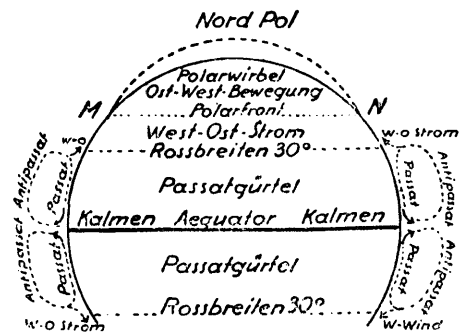 Nord Pol
Polarwirbel
Ost-West-Bewegung
M Polarfront N
West-Ost-Strom
W=O Rossbreiten 30° W-O Strom
Antipassat Passat Passatgürtel Passat Antipassat
Kalmen Aequator Kalmen
Antipassat Passat Passatgürtel Passat Antipassat
W-O Strom Rossbreiten 30° W-Wind